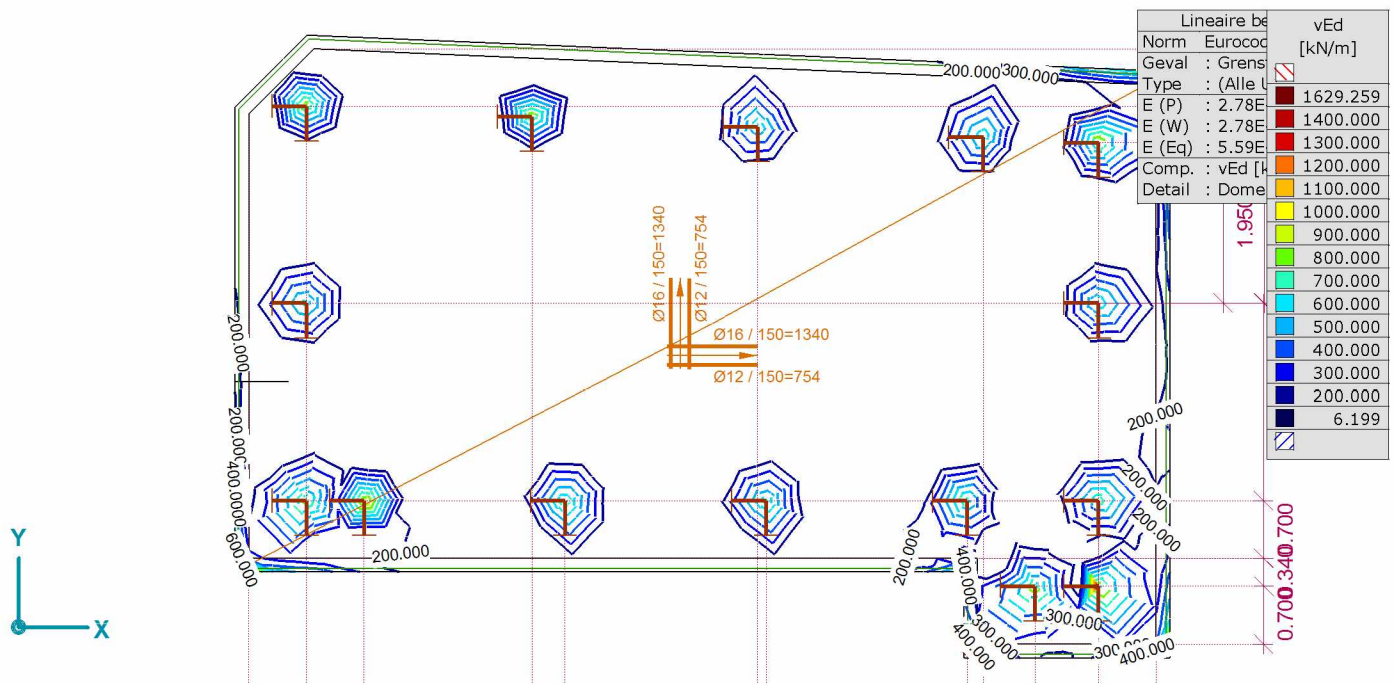 Lineaire be
Norm Eurocod
Geval : Grens
Type : (Alle U
E (P) : 2.78E
E (W) : 2.78E
E (Eq) : 5.59E
Comp. : vEd [k
Detail : Dome
vEd
[kN/m]
1629.259
1400.000
1300.000
1200.000
1100.000
1000.000
900.000
800.000
700.000
600.000
500.000
400.000
300.000
200.000
6.199
200.000
300.000
1.950
Ø16 / 150=1340
Ø12 / 150=754
Ø16 / 150=1340
Ø12 / 150=754
200.000
200.000
400.000
600.000
200.000
200.000
200.000
200.000
200.000
400.000
300.000
300.000
400.000
300.000
400.000
0.700
0.340
0.700
Y
X